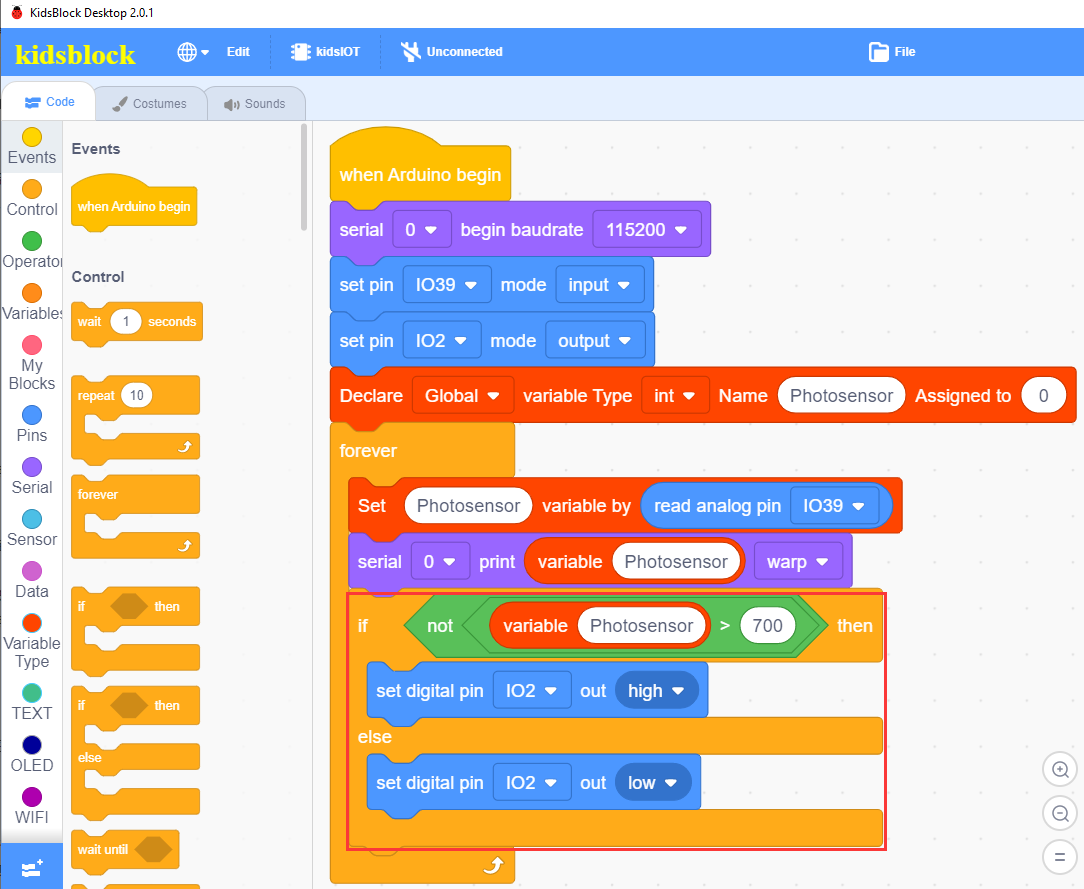 KidsBlock Desktop 2.0.1
kidsblock
Edit
kidsIOT
Unconnected
File
Code
Costumes
Sounds
Events
Control
Operator
Variables
My
Blocks
Pins
Serial
Sensor
Data
Variable
Type
TEXT
OLED
WIFI
Events
when Arduino begin
Control
wait 1 seconds
repeat 10
forever
if then
if then
else
wait until
when Arduino begin
serial 0 begin baudrate 115200
set pin IO39 mode input
set pin IO2 mode output
Declare Global variable Type int Name Photosensor Assigned to 0
forever
Set Photosensor variable by read analog pin IO39
serial 0 print variable Photosensor warp
if not variable Photosensor > 700 then
set digital pin IO2 out high
else
set digital pin IO2 out low